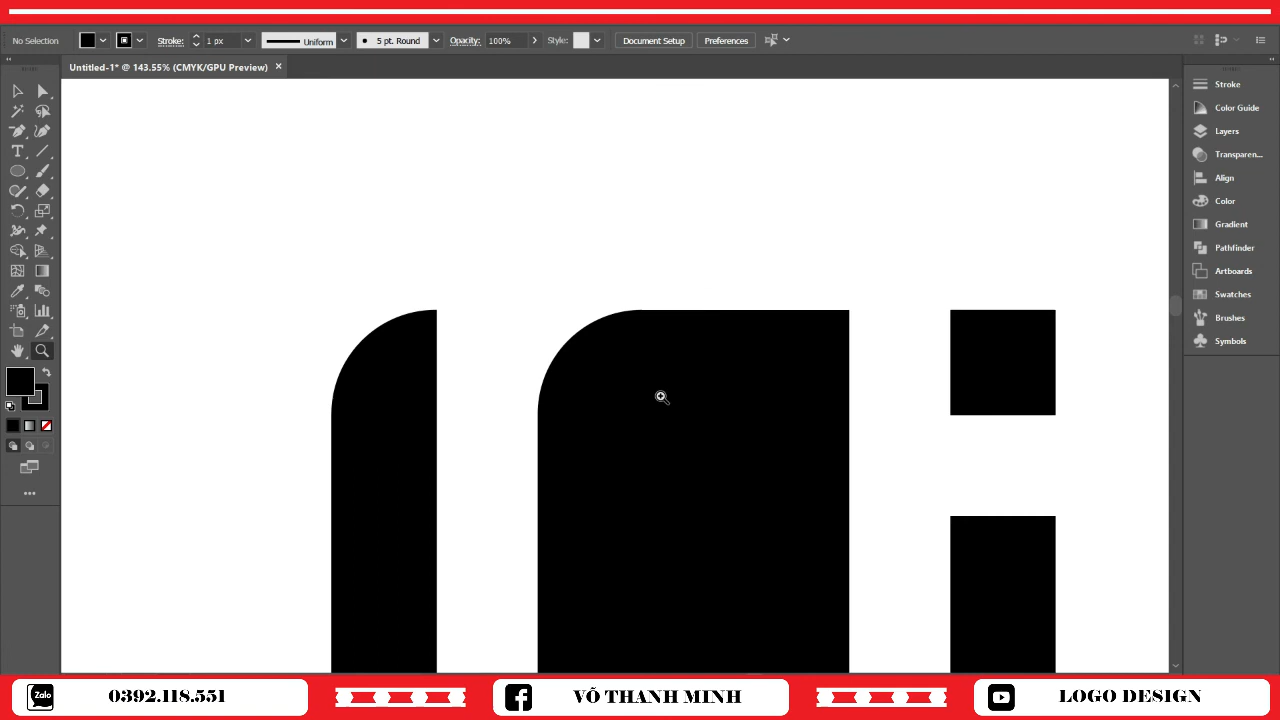 No Selection Stroke: 1 px Uniform 5 pt. Round Opacity: 100% Style: Document Setup Preferences
Untitled-1* @ 143.55% (CMYK/GPU Preview)
Stroke
Color Guide
Layers
Transparen...
Align
Color
Gradient
Pathfinder
Artboards
Swatches
Brushes
Symbols
Zalo 0392.118.551 VÕ THANH MINH LOGO DESIGN